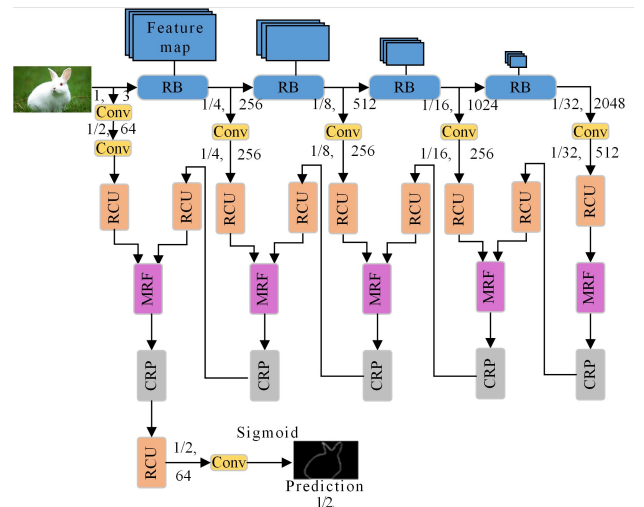 Feature
map
RB
RB
RB
RB
1, 3
1/4, 256
1/8, 512
1/16, 1024
1/32, 2048
Conv
1/2, 64
Conv
Conv
Conv
Conv
Conv
1/4, 256
1/8, 256
1/16, 256
1/32, 512
RCU
RCU
RCU
RCU
RCU
RCU
RCU
RCU
RCU
MRF
MRF
MRF
MRF
MRF
CRP
CRP
CRP
CRP
CRP
RCU
1/2,
64
Conv
Sigmoid
Prediction
1/2,